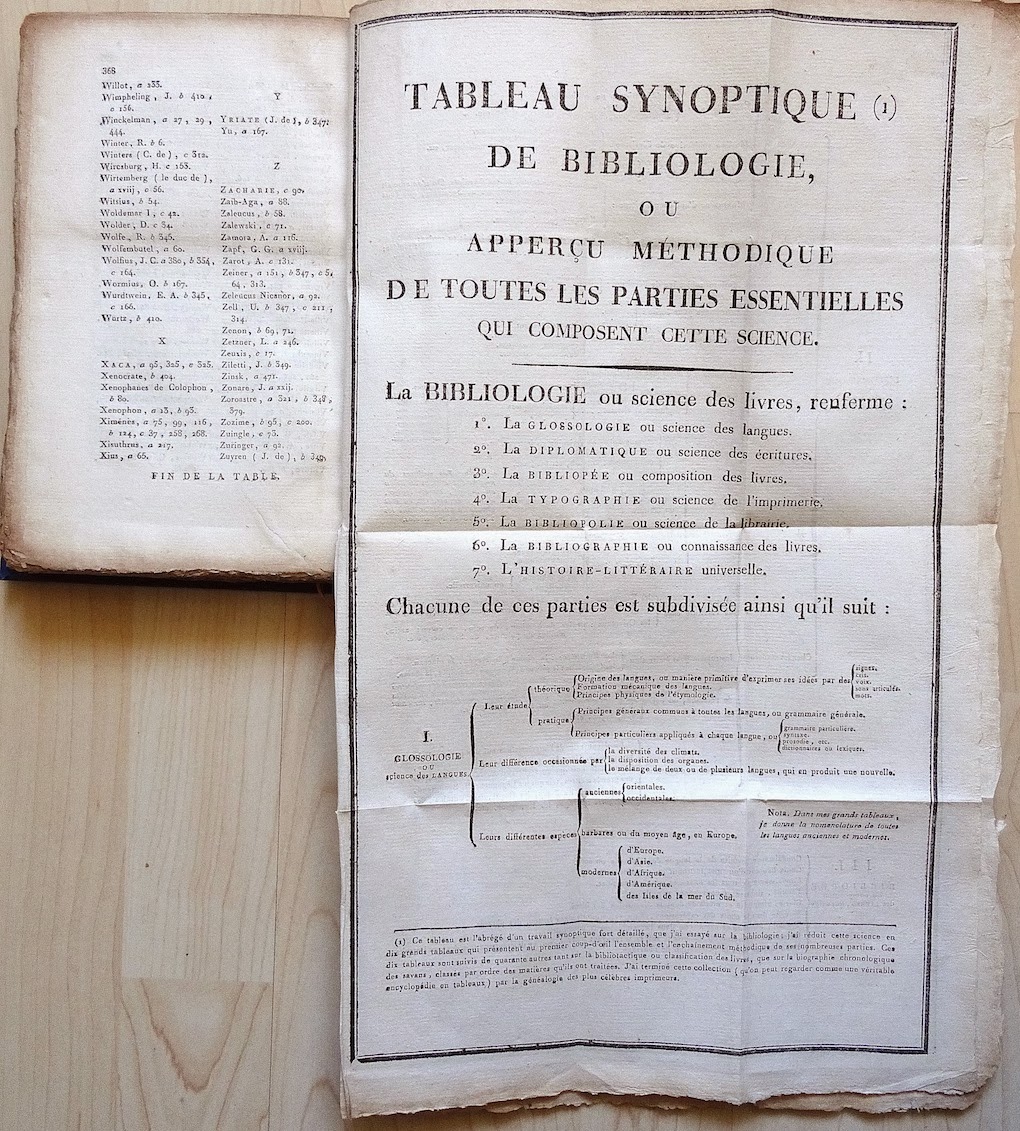 368
Willot, a 233.
Wimpheling, J. b 410,
c 156.
Winckelman, a 27, 29,
444.
Winter, R. b 6.
Winters (C. de), c 312.
Wircsburg, H. c 163.
Wirtemberg (le duc de),
a xviij, c 56.
Witsius, b 54.
Woldemar I, c 42.
Wolder, D. c 34.
Wolfe, R. b 345.
Wolfembutel, a 60.
Wolfius, J. C. a 380, b 354,
c 164.
Wormius, O. b 167.
Wurdtwein, E. A. b 345,
c 166.
Wurtz, b 410.
X
XACA, a 95, 325, c 325.
Xenocrate, b 404.
Xenophanes de Colophon,
b 80.
Xenophon, a 13, b 93.
Ximénès, a 75, 99, 116,
b 124, c 37, 258, 268.
Xisuthrus, a 217.
Xius, a 65.
Y
YRIATE (J. de), b 347.
Yu, a 167.
Z
ZACHARIE, c 90.
Zaib-Aga, a 88.
Zaleucus, b 58.
Zalewski, c 71.
Zamora, A. a 116.
Zapf, G. G. a xviij.
Zarot, A. c 131.
Zeiner, a 151, b 347, c
64, 313.
Zeleucus Nicanor, a 92.
Zell, U. b 347, c 211,
314.
Zenon, b 69, 71.
Zetzner, L. a 246.
Zeuxis, c 17.
Ziletti, J. b 349.
Zinsk, a 471.
Zonare, J. a xxij.
Zoroastre, a 321, b 348,
379.
Zozime, b 95, c 200.
Zuingle, c 73.
Zuringer, a 92.
Zuyren (J. de), b 349.
FIN DE LA TABLE.
TABLEAU SYNOPTIQUE (1)
DE BIBLIOLOGIE,
OU
APPERÇU MÉTHODIQUE
DE TOUTES LES PARTIES ESSENTIELLES
QUI COMPOSENT CETTE SCIENCE.
La BIBLIOLOGIE ou science des livres, renferme :
1°. La GLOSSOLOGIE ou science des langues.
2°. La DIPLOMATIQUE ou science des écritures.
3°. La BIBLIOPÉE ou composition des livres.
4°. La TYPOGRAPHIE ou science de l'imprimerie.
5°. La BIBLIOPOLIE ou science de la librairie.
6°. La BIBLIOGRAPHIE ou connaissance des livres.
7°. L'HISTOIRE-LITTÉRAIRE universelle.
Chacune de ces parties est subdivisée ainsi qu'il suit :
I.
GLOSSOLOGIE
OU
science des LANGUES
Leur étude
théorique
Origine des langues, ou manière primitive d'exprimer ses idées par des
signes.
cris.
voix.
sons articulés.
mots.
Formation mécanique des langues.
Principes physiques de l'étymologie.
pratique
Principes généraux communs à toutes les langues, ou grammaire générale.
Principes particuliers appliqués à chaque langue, ou
grammaire particulière.
syntaxe.
prosodie, etc.
dictionnaires ou lexiques.
Leur différence occasionnée par
la diversité des climats.
la disposition des organes.
le mélange de deux ou de plusieurs langues, qui en produit une nouvelle.
Leurs différentes espèces
anciennes
orientales.
occidentales.
barbares ou du moyen âge, en Europe.
modernes
d'Europe.
d'Asie.
d'Afrique.
d'Amérique.
des Isles de la mer du Sud.
Nota. Dans mes grands tableaux,
je donne la nomenclature de toutes
les langues anciennes et modernes.
(1) Ce tableau est l'abrégé d'un travail synoptique fort détaillé, que j'ai essayé sur la bibliologie; j'ai réduit cette science en
dix grands tableaux qui présentent au premier coup-d'œil l'ensemble et l'enchaînement méthodique de ses nombreuses parties. Ces
dix tableaux sont suivis de quarante autres tant sur la bibliotactique ou classification des livres, que sur la biographie chronologique
des savans, classés par ordre des matières qu'ils ont traitées. J'ai terminé cette collection (qu'on peut regarder comme une véritable
encyclopédie en tableaux) par la généalogie des plus célèbres imprimeurs.